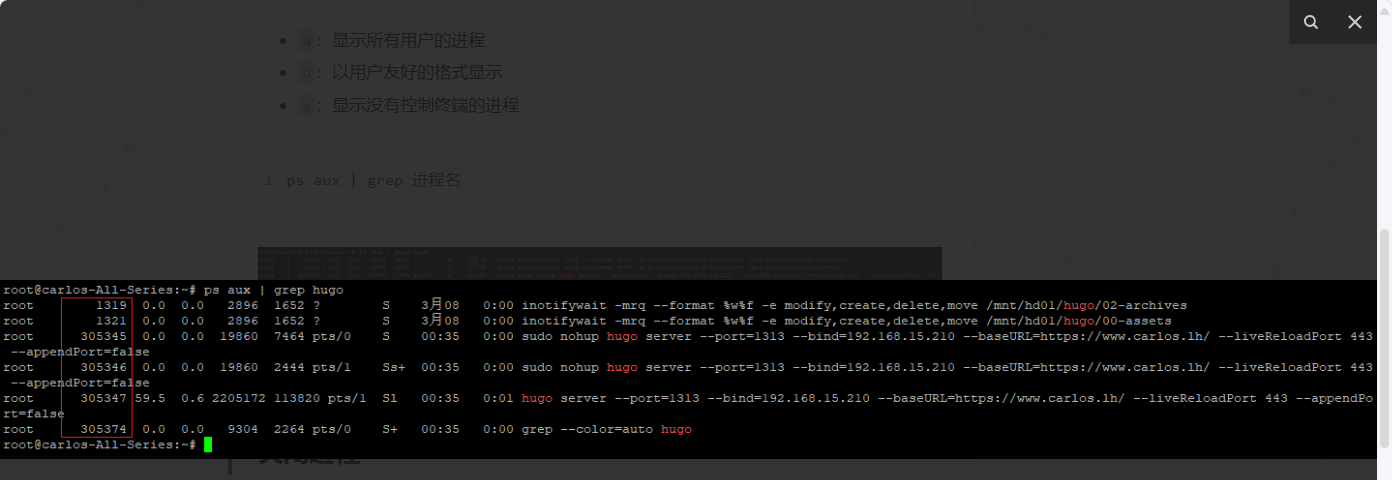 a：显示所有用户的进程
u：以用户友好的格式显示
x：显示没有控制终端的进程
1 ps aux | grep 进程名
root@carlos-All-Series:~# ps aux | grep hugo
root 1319 0.0 0.0 2896 1652 ? S 3月08 0:00 inotifywait -mrq --format %w%f -e modify,create,delete,move /mnt/hd01/hugo/02-archives
root 1321 0.0 0.0 2896 1652 ? S 3月08 0:00 inotifywait -mrq --format %w%f -e modify,create,delete,move /mnt/hd01/hugo/00-assets
root 305345 0.0 0.0 19860 7464 pts/0 S 00:35 0:00 sudo nohup hugo server --port=1313 --bind=192.168.15.210 --baseURL=https://www.carlos.lh/ --liveReloadPort 443
--appendPort=false
root 305346 0.0 0.0 19860 2444 pts/1 Ss+ 00:35 0:00 sudo nohup hugo server --port=1313 --bind=192.168.15.210 --baseURL=https://www.carlos.lh/ --liveReloadPort 443
--appendPort=false
root 305347 59.5 0.6 2205172 113820 pts/1 Sl 00:35 0:01 hugo server --port=1313 --bind=192.168.15.210 --baseURL=https://www.carlos.lh/ --liveReloadPort 443 --appendPo
rt=false
root 305374 0.0 0.0 9304 2264 pts/0 S+ 00:35 0:00 grep --color=auto hugo
root@carlos-All-Series:~#